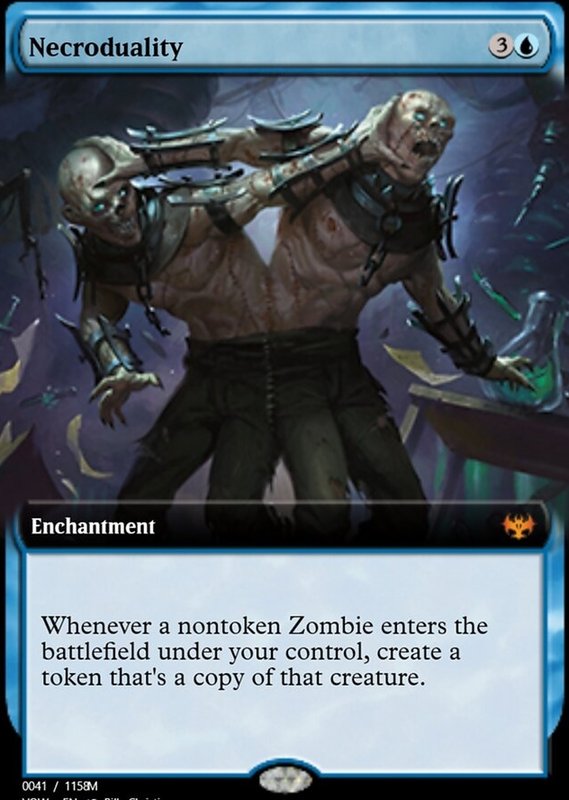 Necroduality
3
Enchantment
Whenever a nontoken Zombie enters the
battlefield under your control, create a
token that's a copy of that creature.
0041 / 1158M